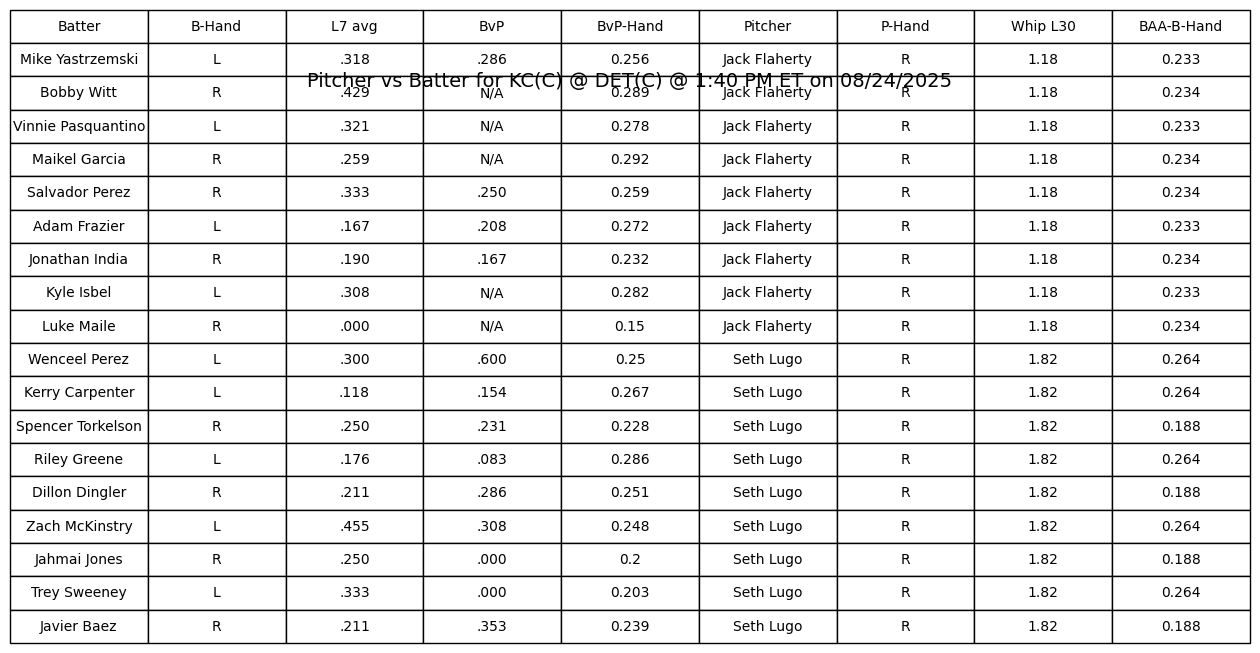 Batter B-Hand L7 avg BvP BvP-Hand Pitcher P-Hand Whip L30 BAA-B-Hand
Mike Yastrzemski L .318 .286 0.256 Jack Flaherty R 1.18 0.233
Pitcher vs Batter for KC(C) @ DET(C) @ 1:40 PM ET on 08/24/2025
Bobby Witt R .429 N/A 0.289 Jack Flaherty R 1.18 0.234
Vinnie Pasquantino L .321 N/A 0.278 Jack Flaherty R 1.18 0.233
Maikel Garcia R .259 N/A 0.292 Jack Flaherty R 1.18 0.234
Salvador Perez R .333 .250 0.259 Jack Flaherty R 1.18 0.234
Adam Frazier L .167 .208 0.272 Jack Flaherty R 1.18 0.233
Jonathan India R .190 .167 0.232 Jack Flaherty R 1.18 0.234
Kyle Isbel L .308 N/A 0.282 Jack Flaherty R 1.18 0.233
Luke Maile R .000 N/A 0.15 Jack Flaherty R 1.18 0.234
Wenceel Perez L .300 .600 0.25 Seth Lugo R 1.82 0.264
Kerry Carpenter L .118 .154 0.267 Seth Lugo R 1.82 0.264
Spencer Torkelson R .250 .231 0.228 Seth Lugo R 1.82 0.188
Riley Greene L .176 .083 0.286 Seth Lugo R 1.82 0.264
Dillon Dingler R .211 .286 0.251 Seth Lugo R 1.82 0.188
Zach McKinstry L .455 .308 0.248 Seth Lugo R 1.82 0.264
Jahmai Jones R .250 .000 0.2 Seth Lugo R 1.82 0.188
Trey Sweeney L .333 .000 0.203 Seth Lugo R 1.82 0.264
Javier Baez R .211 .353 0.239 Seth Lugo R 1.82 0.188